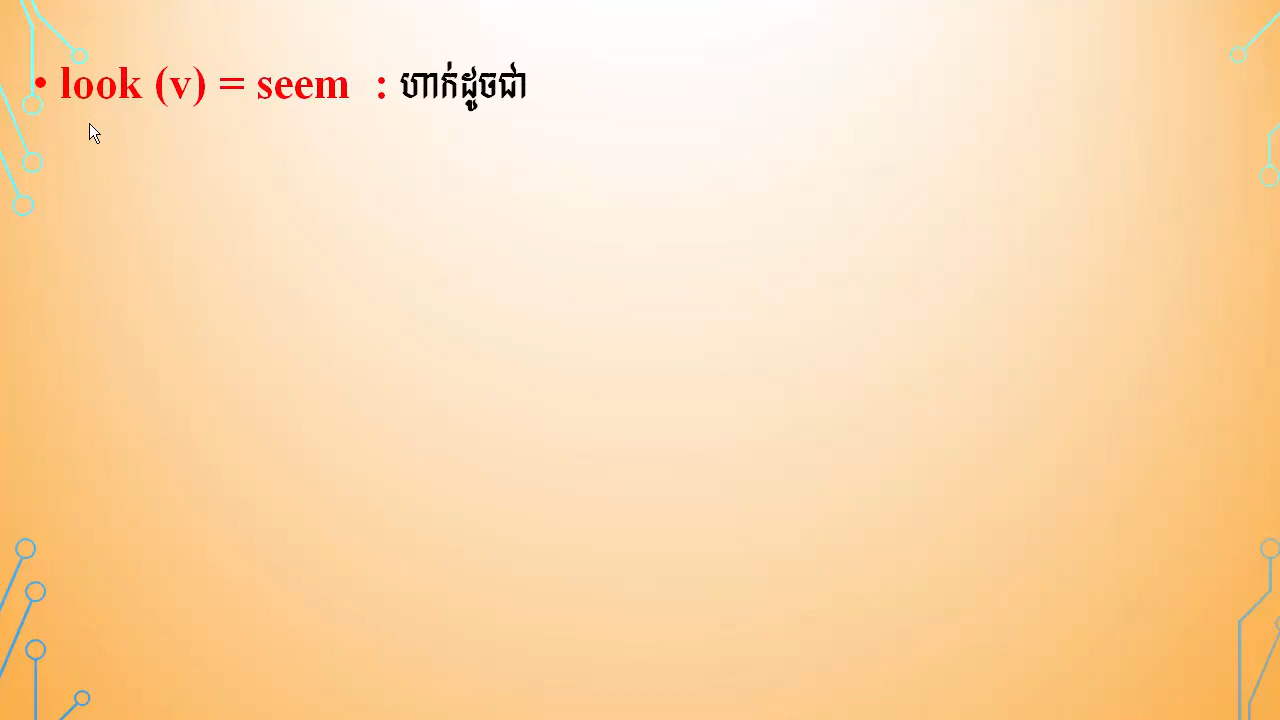 • look (v) = seem : ហាក់ដូចជា